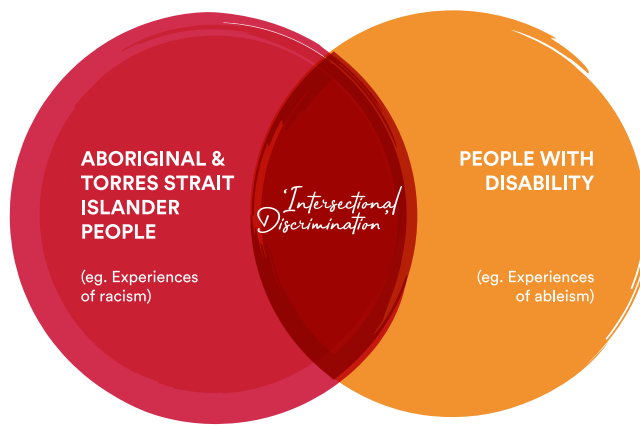 ABORIGINAL &
TORRES STRAIT
ISLANDER
PEOPLE
(eg. Experiences
of racism)
‘Intersectional
Discrimination’
PEOPLE WITH
DISABILITY
(eg. Experiences
of ableism)